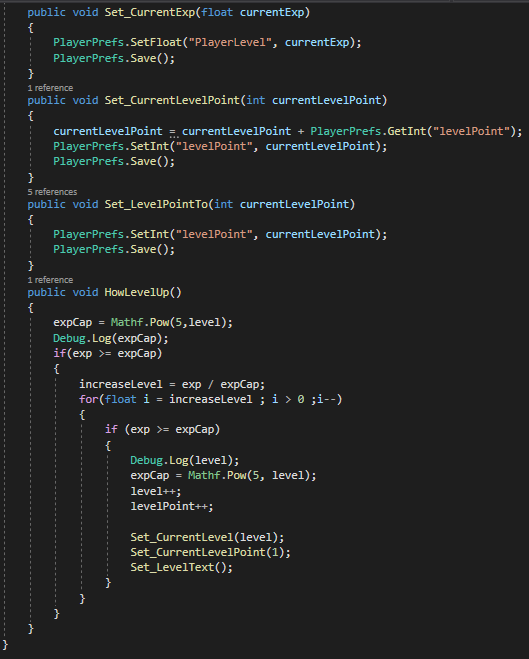 public void Set_CurrentExp(float currentExp)
{
PlayerPrefs.SetFloat("PlayerLevel", currentExp);
PlayerPrefs.Save();
}
1 reference
public void Set_CurrentLevelPoint(int currentLevelPoint)
{
currentLevelPoint = currentLevelPoint + PlayerPrefs.GetInt("levelPoint");
PlayerPrefs.SetInt("levelPoint", currentLevelPoint);
PlayerPrefs.Save();
}
5 references
public void Set_LevelPointTo(int currentLevelPoint)
{
PlayerPrefs.SetInt("levelPoint", currentLevelPoint);
PlayerPrefs.Save();
}
1 reference
public void HowLevelUp()
{
expCap = Mathf.Pow(5,level);
Debug.Log(expCap);
if(exp >= expCap)
{
increaseLevel = exp / expCap;
for(float i = increaseLevel ; i > 0 ;i--)
{
if (exp >= expCap)
{
Debug.Log(level);
expCap = Mathf.Pow(5, level);
level++;
levelPoint++;
Set_CurrentLevel(level);
Set_CurrentLevelPoint(1);
Set_LevelText();
}
}
}
}
}